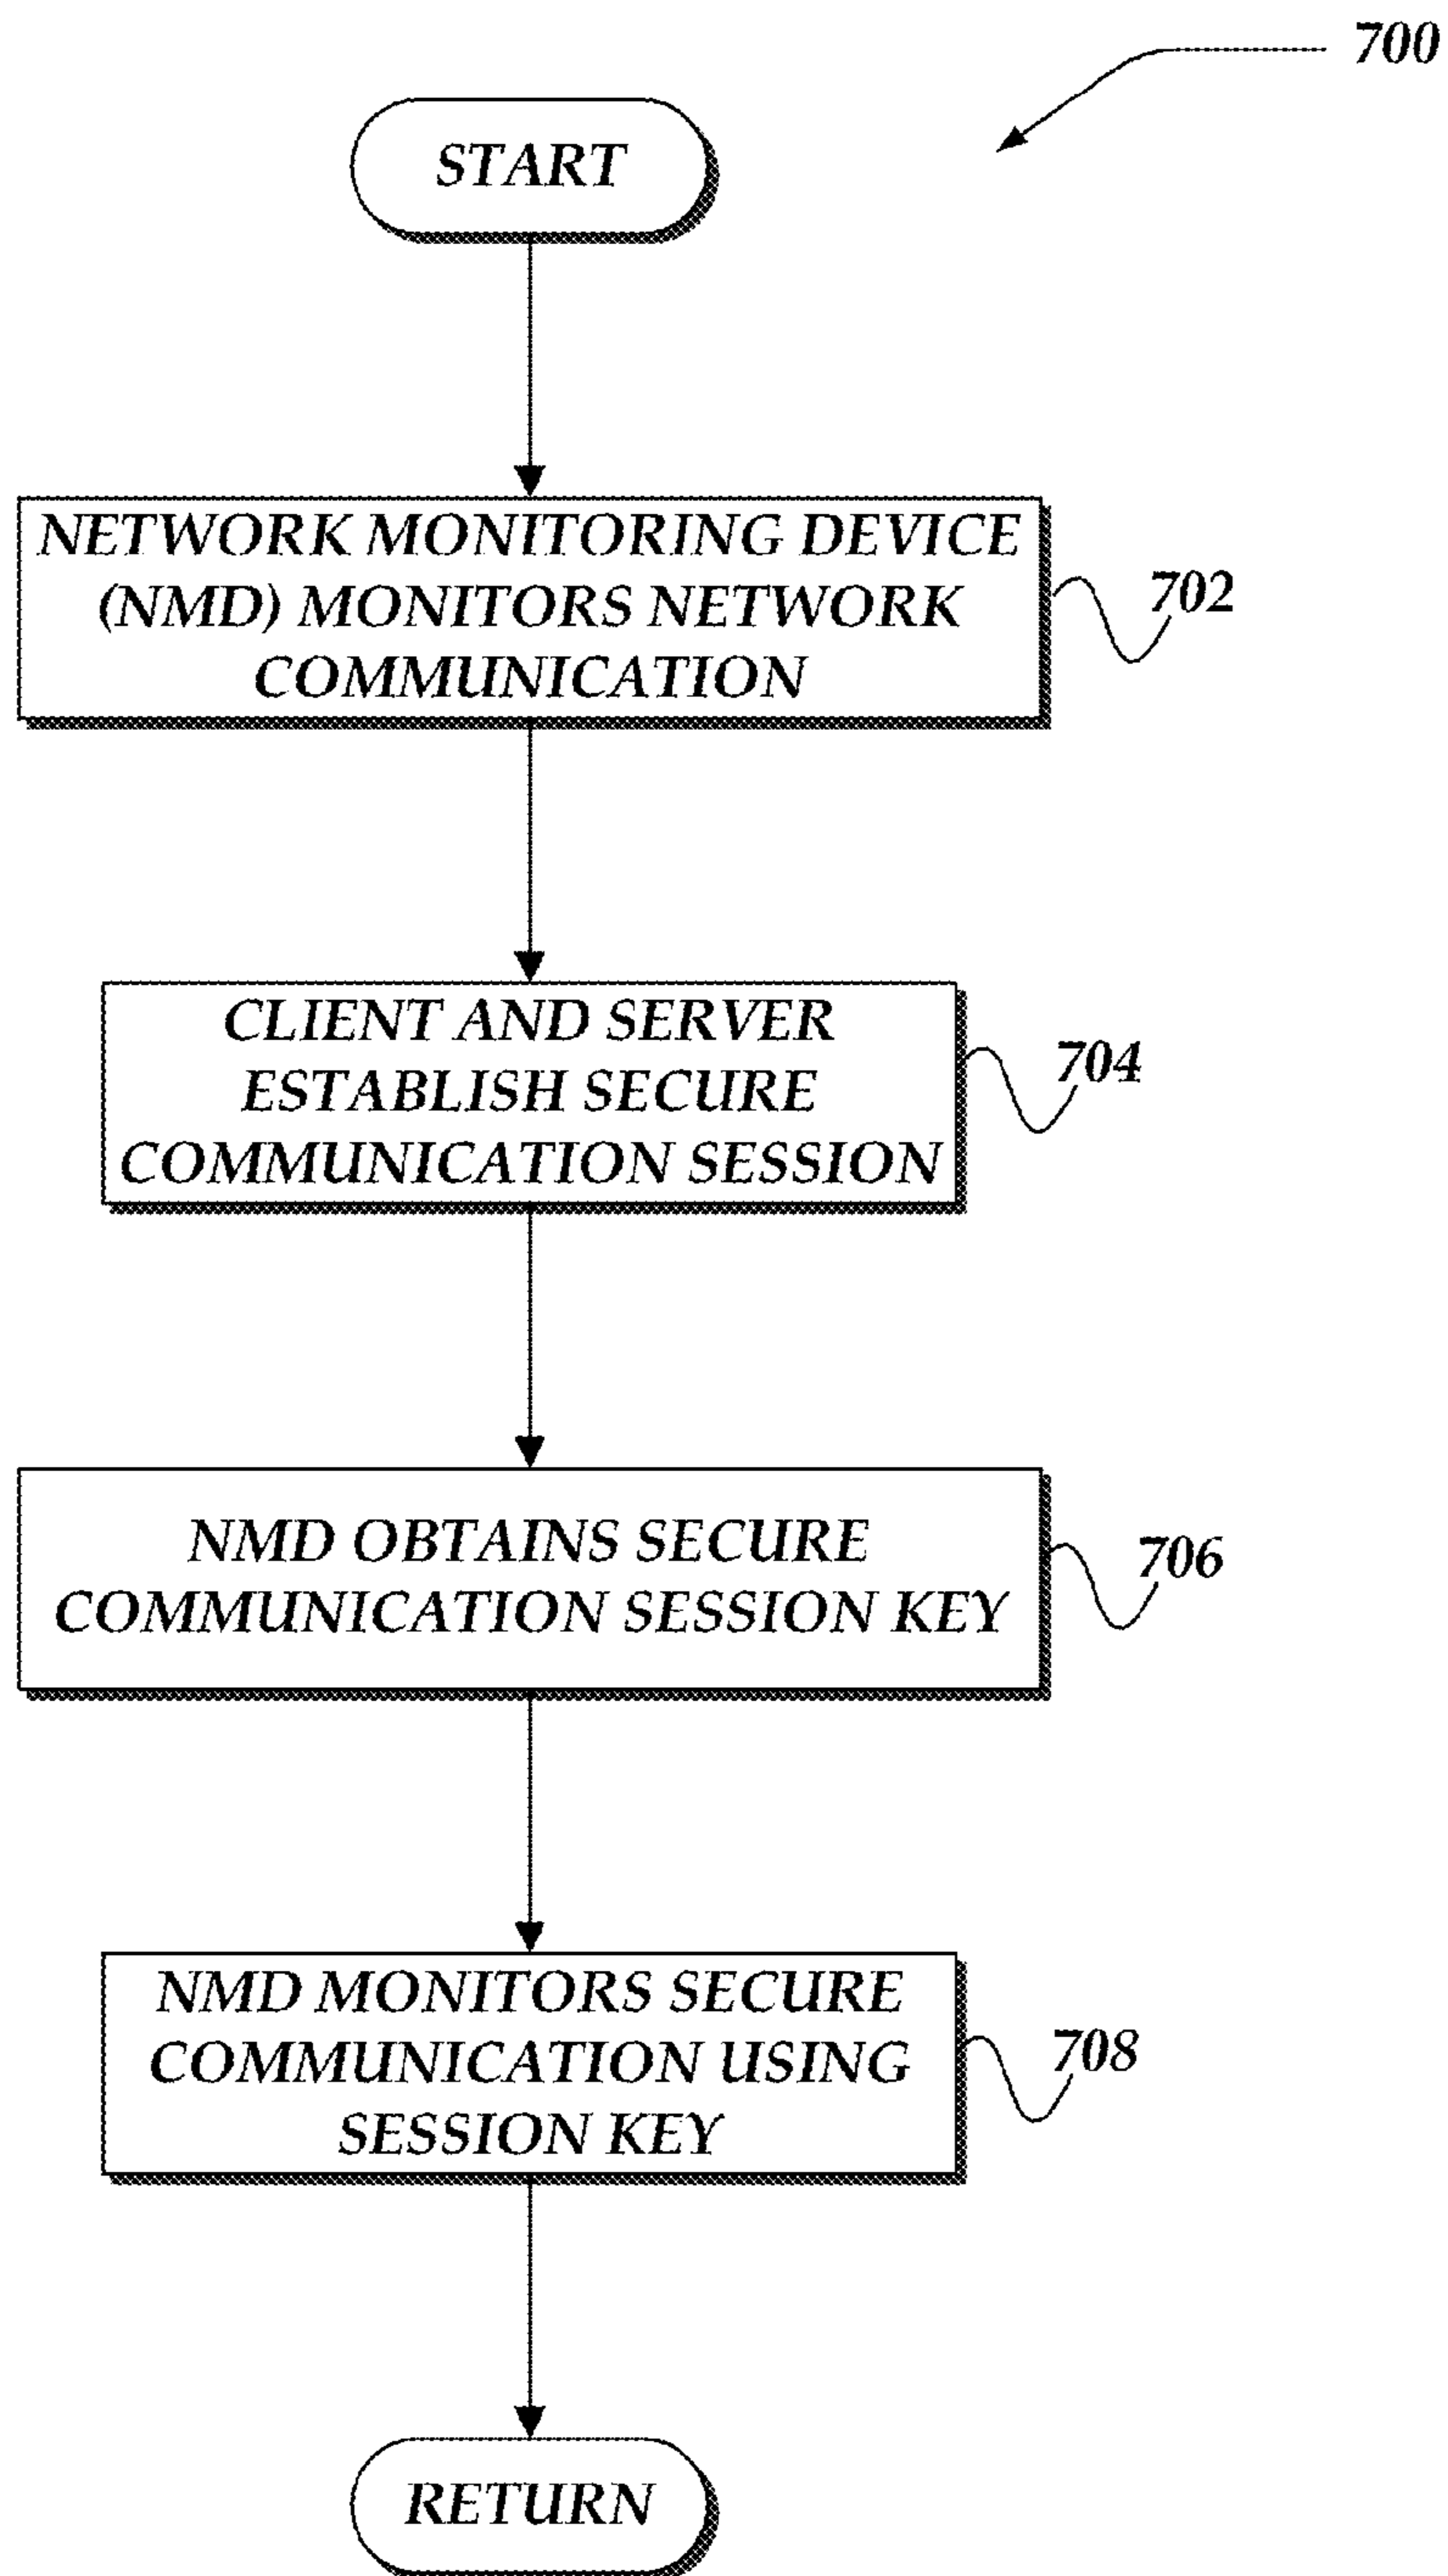 700
START
NETWORK MONITORING DEVICE
(NMD) MONITORS NETWORK
COMMUNICATION
702
CLIENT AND SERVER
ESTABLISH SECURE
COMMUNICATION SESSION
704
NMD OBTAINS SECURE
COMMUNICATION SESSION KEY
706
NMD MONITORS SECURE
COMMUNICATION USING
SESSION KEY
708
RETURN